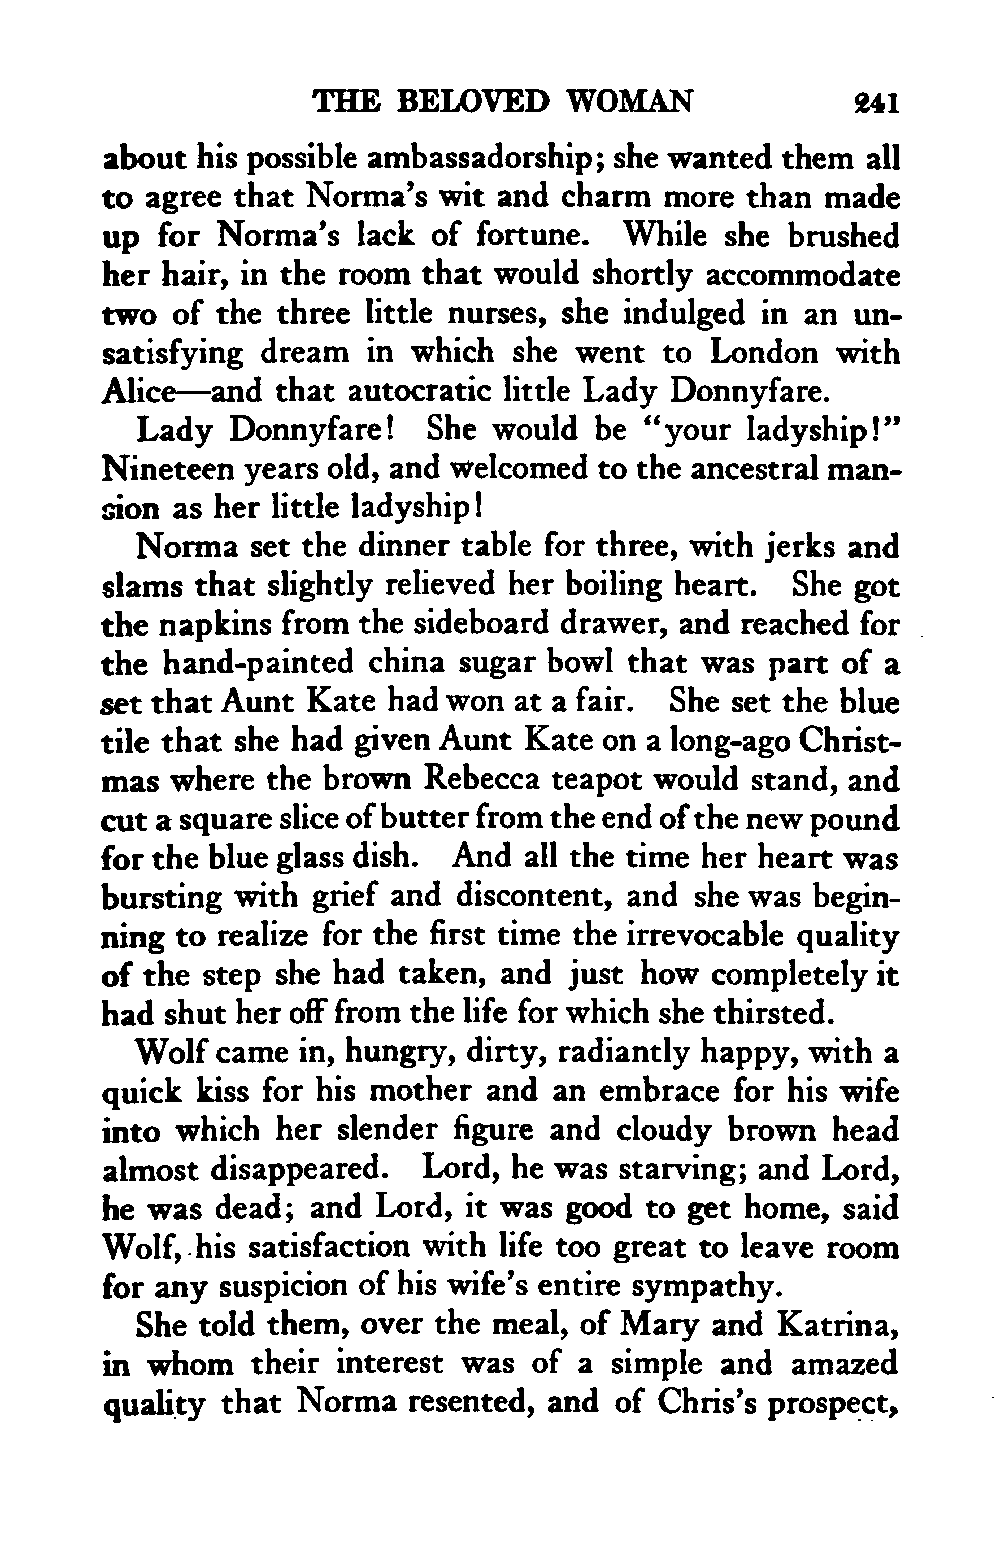 THE BELOVED WOMAN 241
about his possible ambassadorship; she wanted them all
to agree that Norma's wit and charm more than made
up for Norma's lack of fortune. While she brushed
her hair, in the room that would shortly accommodate
two of the three little nurses, she indulged in an un-
satisfying dream in which she went to London with
Alice—and that autocratic little Lady Donnyfare.
Lady Donnyfare! She would be “your ladyship!”
Nineteen years old, and welcomed to the ancestral man-
sion as her little ladyship!
Norma set the dinner table for three, with jerks and
slams that slightly relieved her boiling heart. She got
the napkins from the sideboard drawer, and reached for
the hand-painted china sugar bowl that was part of a
set that Aunt Kate had won at a fair. She set the blue
tile that she had given Aunt Kate on a long-ago Christ-
mas where the brown Rebecca teapot would stand, and
cut a square slice of butter from the end of the new pound
for the blue glass dish. And all the time her heart was
bursting with grief and discontent, and she was begin-
ning to realize for the first time the irrevocable quality
of the step she had taken, and just how completely it
had shut her off from the life for which she thirsted.
Wolf came in, hungry, dirty, radiantly happy, with a
quick kiss for his mother and an embrace for his wife
into which her slender figure and cloudy brown head
almost disappeared. Lord, he was starving; and Lord,
he was dead; and Lord, it was good to get home, said
Wolf, his satisfaction with life too great to leave room
for any suspicion of his wife's entire sympathy.
She told them, over the meal, of Mary and Katrina,
in whom their interest was of a simple and amazed
quality that Norma resented, and of Chris's prospect,